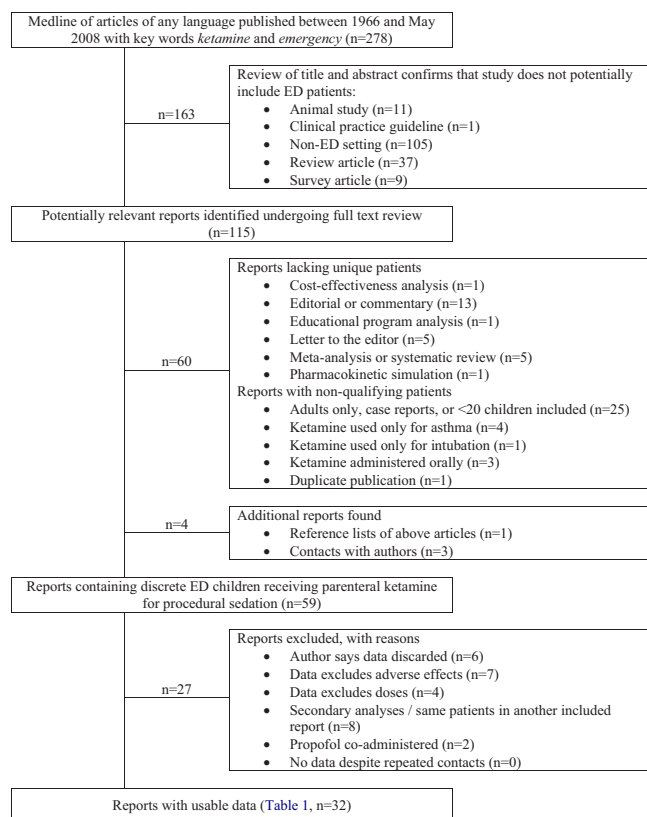 Medline of articles of any language published between 1966 and May
2008 with key words ketamine and emergency (n=278)
Review of title and abstract confirms that study does not potentially
include ED patients:
n=163
• Animal study (n=11)
• Clinical practice guideline (n=1)
• Non-ED setting (n=105)
• Review article (n=37)
• Survey article (n=9)
Potentially relevant reports identified undergoing full text review
(n=115)
Reports lacking unique patients
• Cost-effectiveness analysis (n=1)
• Editorial or commentary (n=13)
• Educational program analysis (n=1)
• Letter to the editor (n=5)
n=60
• Meta-analysis or systematic review (n=5)
• Pharmacokinetic simulation (n=1)
Reports with non-qualifying patients
• Adults only, case reports, or <20 children included (n=25)
• Ketamine used only for asthma (n=4)
• Ketamine used only for intubation (n=1)
• Ketamine administered orally (n=3)
• Duplicate publication (n=1)
Additional reports found
n=4
• Reference lists of above articles (n=1)
• Contacts with authors (n=3)
Reports containing discrete ED children receiving parenteral ketamine
for procedural sedation (n=59)
Reports excluded, with reasons
• Author says data discarded (n=6)
• Data excludes adverse effects (n=7)
n=27
• Data excludes doses (n=4)
• Secondary analyses / same patients in another included
report (n=8)
• Propofol co-administered (n=2)
• No data despite repeated contacts (n=0)
Reports with usable data (Table 1, n=32)